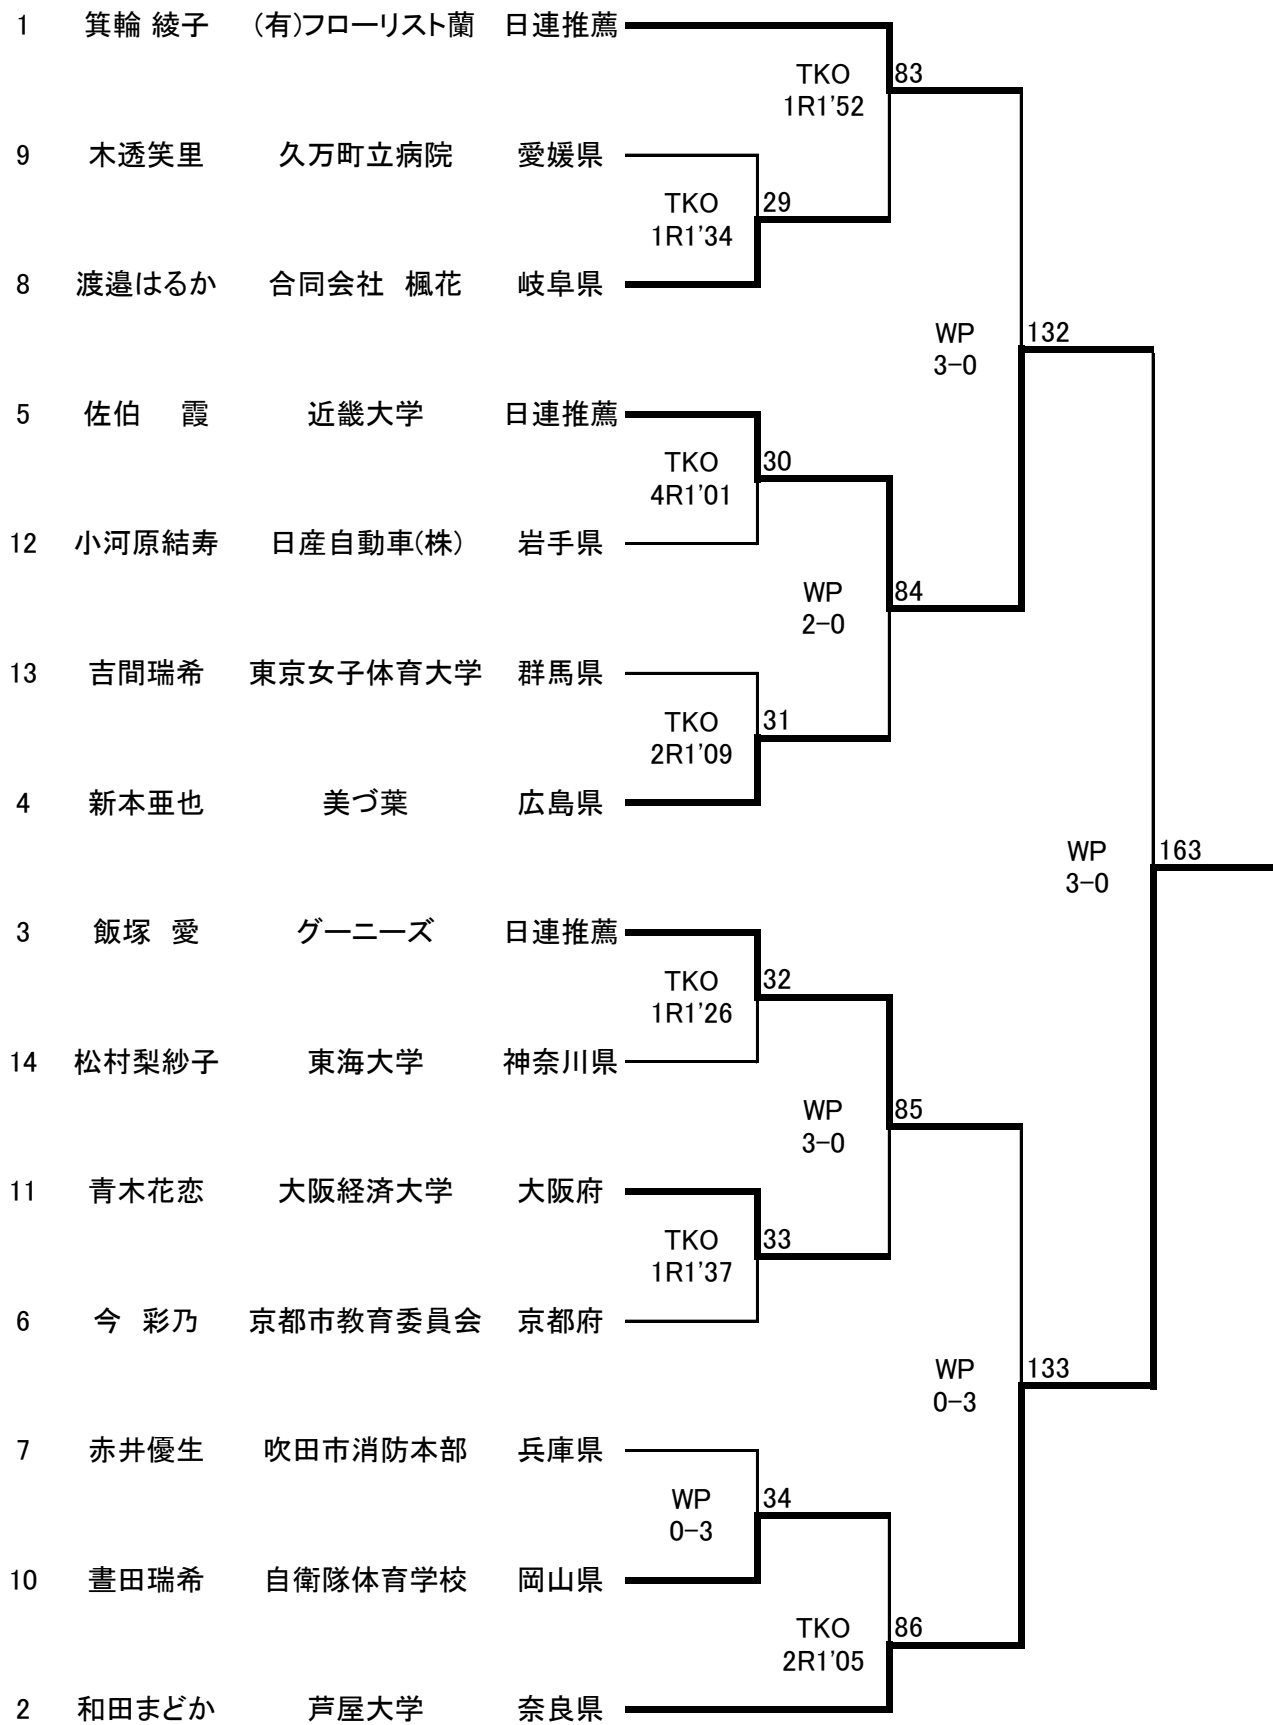 1 箕輪 綾子 (有)フローリスト蘭 日連推薦
TKO 83
1R1'52
9 木透笑里 久万町立病院 愛媛県
TKO 29
1R1'34
8 渡邉はるか 合同会社 楓花 岐阜県
WP 132
3-0
5 佐伯 霞 近畿大学 日連推薦
TKO 30
4R1'01
12 小河原結寿 日産自動車(株) 岩手県
WP 84
2-0
13 吉間瑞希 東京女子体育大学 群馬県
TKO 31
2R1'09
4 新本亜也 美づ葉 広島県
WP 163
3-0
3 飯塚 愛 グーニーズ 日連推薦
TKO 32
1R1'26
14 松村梨紗子 東海大学 神奈川県
WP 85
3-0
11 青木花恋 大阪経済大学 大阪府
TKO 33
1R1'37
6 今 彩乃 京都市教育委員会 京都府
WP 133
0-3
7 赤井優生 吹田市消防本部 兵庫県
WP 34
0-3
10 晝田瑞希 自衛隊体育学校 岡山県
TKO 86
2R1'05
2 和田まどか 芦屋大学 奈良県